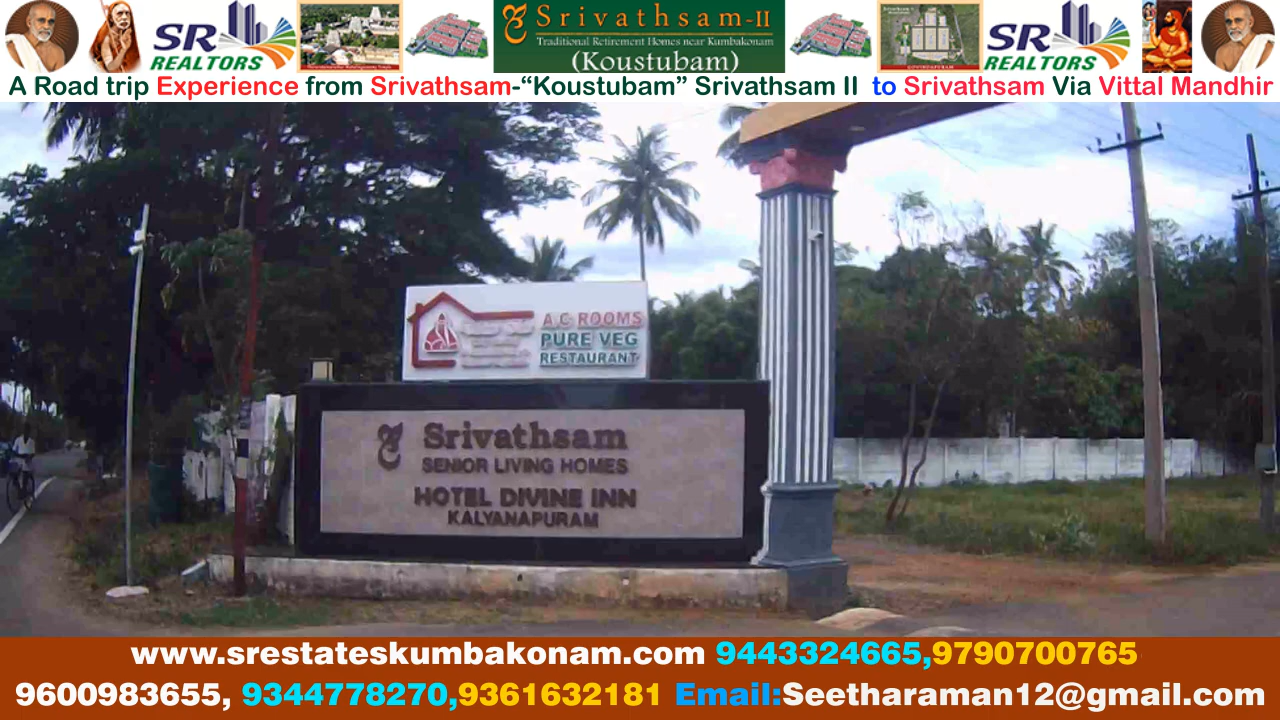 SR REALTORS
Srivathsam-II
Traditional Retirement Homes near Kumbakonam
(Koustubam)
SR REALTORS
A Road trip Experience from Srivathsam-“Koustubam” Srivathsam II to Srivathsam Via Vittal Mandhir
A.C ROOMS
PURE VEG
RESTAURANT
Srivathsam
SENIOR LIVING HOMES
HOTEL DIVINE INN
KALYANAPURAM
www.srestateskumbakonam.com 9443324665,9790700765
9600983655, 9344778270,9361632181 Email:Seetharaman12@gmail.com